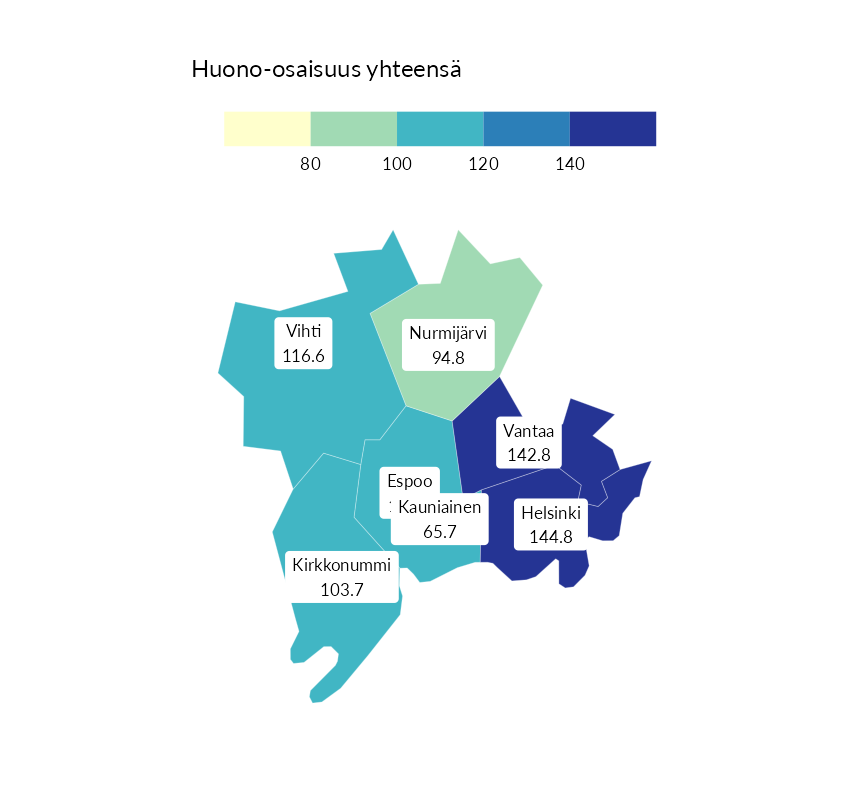 Huono-osaisuus yhteensä
80 100 120 140
Vihti
116.6
Nurmijärvi
94.8
Vantaa
142.8
Espoo
Kauniainen
65.7
Helsinki
144.8
Kirkkonummi
103.7